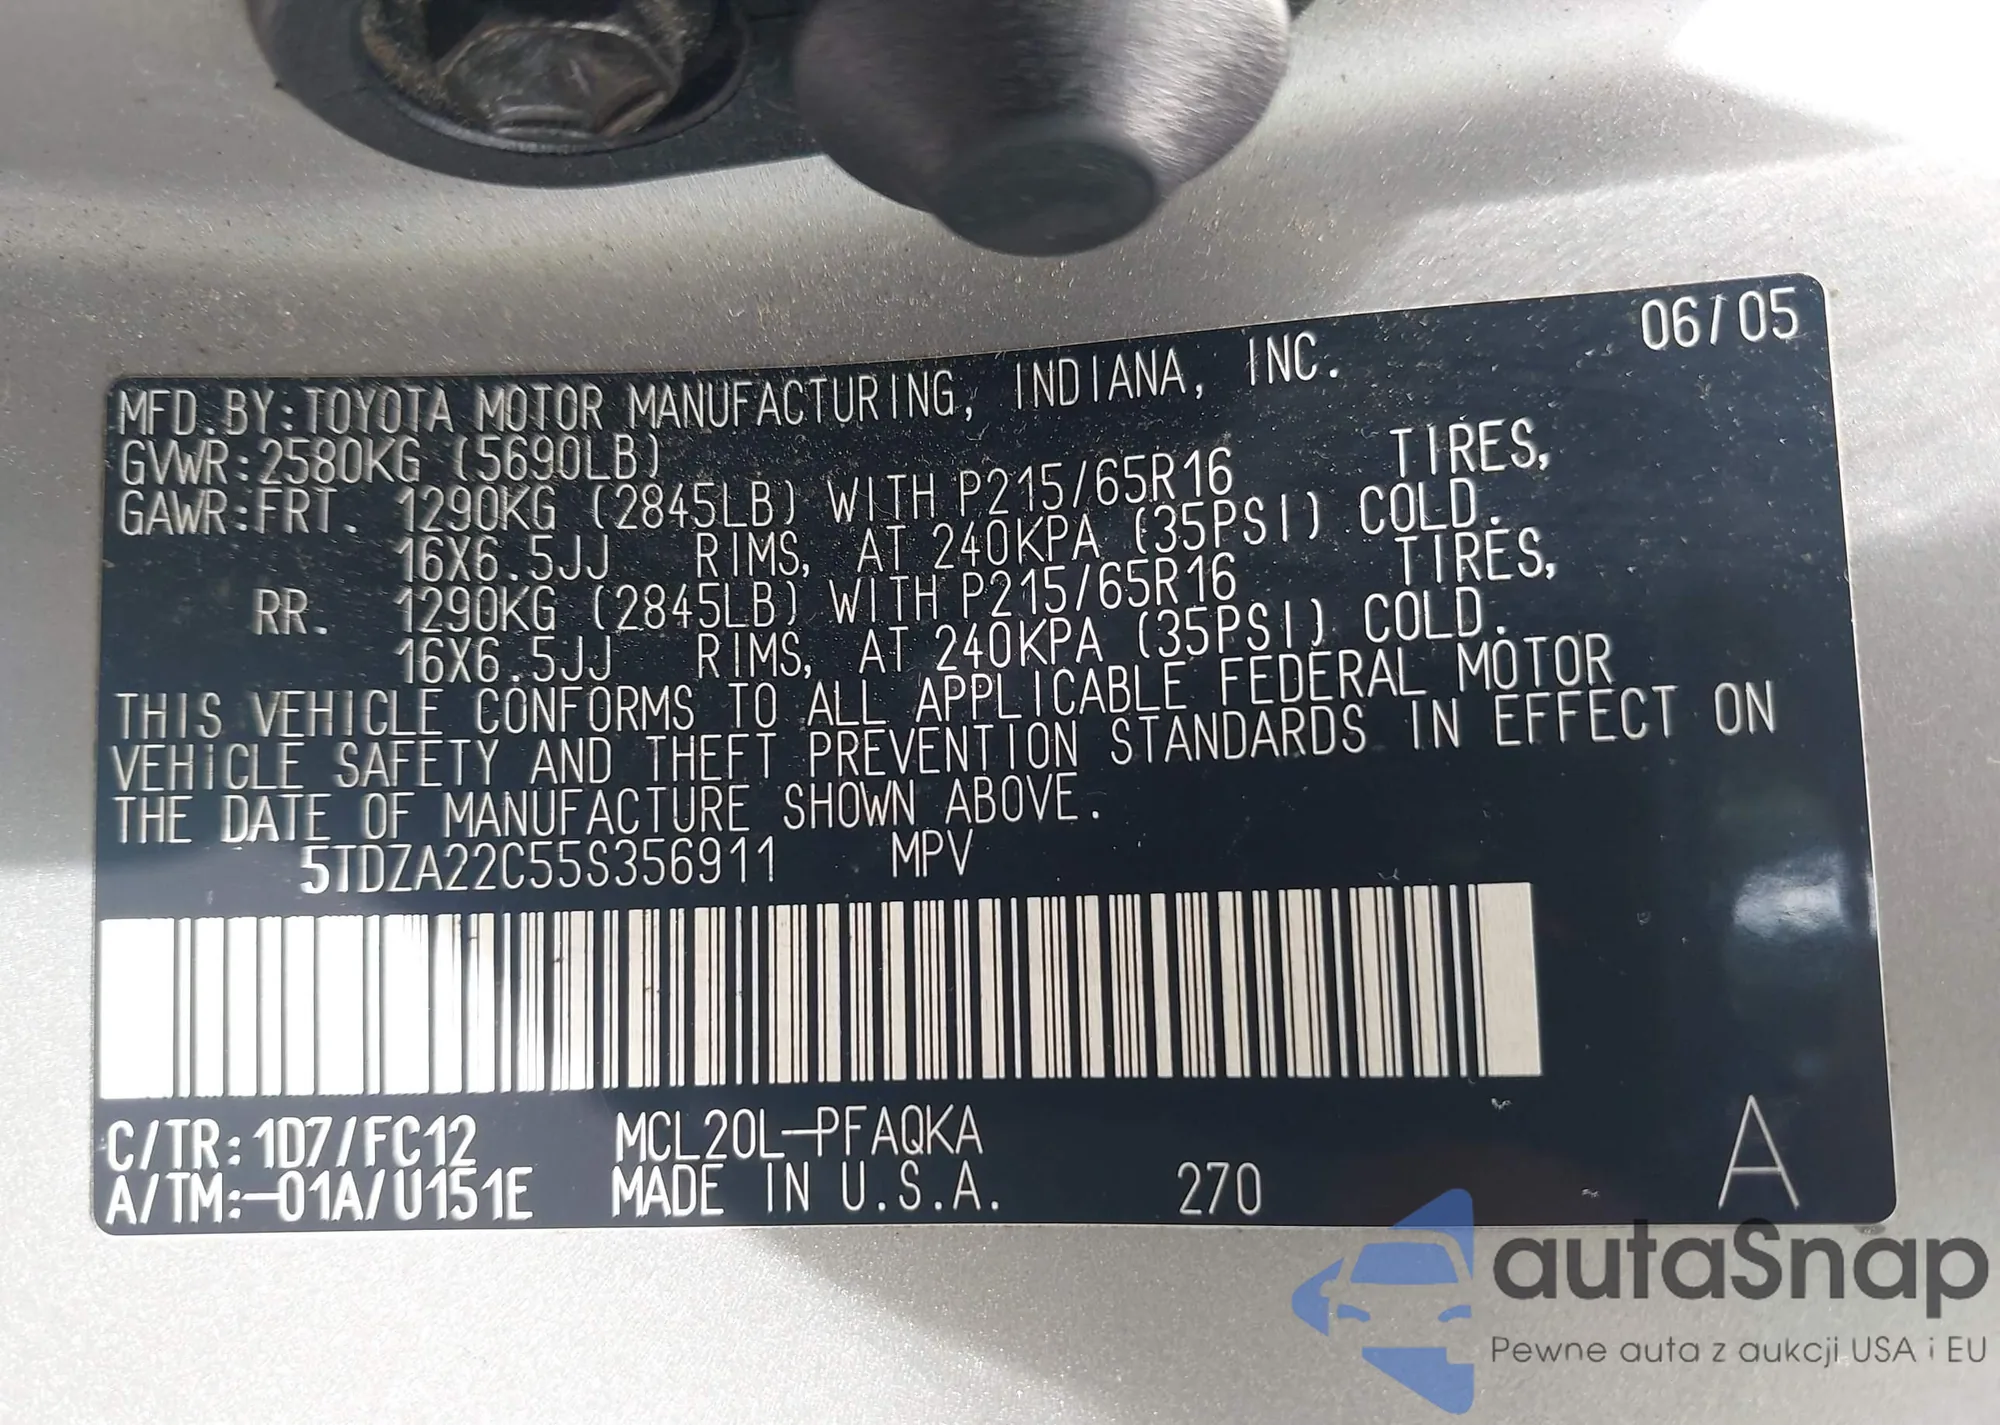 06/05
MFD.BY:TOYOTA MOTOR MANUFACTURING, INDIANA, INC.
GVWR:2580KG (5690LB)
GAWR:FRT. 1290KG (2845LB) WITH P215/65R16 TIRES,
16X6.5JJ RIMS, AT 240KPA (35PSI) COLD.
RR. 1290KG (2845LB) WITH P215/65R16 TIRES,
16X6.5JJ RIMS, AT 240KPA (35PSI) COLD.
THIS VEHICLE CONFORMS TO ALL APPLICABLE FEDERAL MOTOR
VEHICLE SAFETY AND THEFT PREVENTION STANDARDS IN EFFECT ON
THE DATE OF MANUFACTURE SHOWN ABOVE.
5TDZA22C55S356911 MPV
C/TR:1D7/FC12 MCL20L-PFAQKA
A/TM:-01A/U151E MADE IN U.S.A. 270 A
autaSnap
Pewne auta z aukcji USA i EU